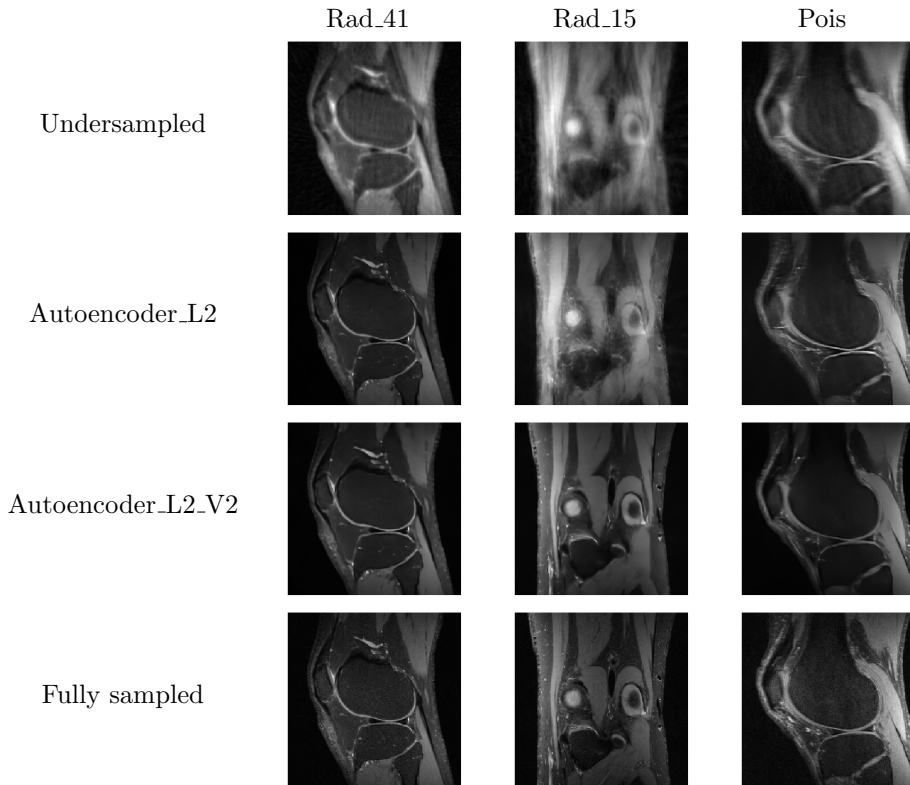 Rad_41 Rad_15 Pois
Undersampled
Autoencoder_L2
Autoencoder_L2_V2
Fully sampled